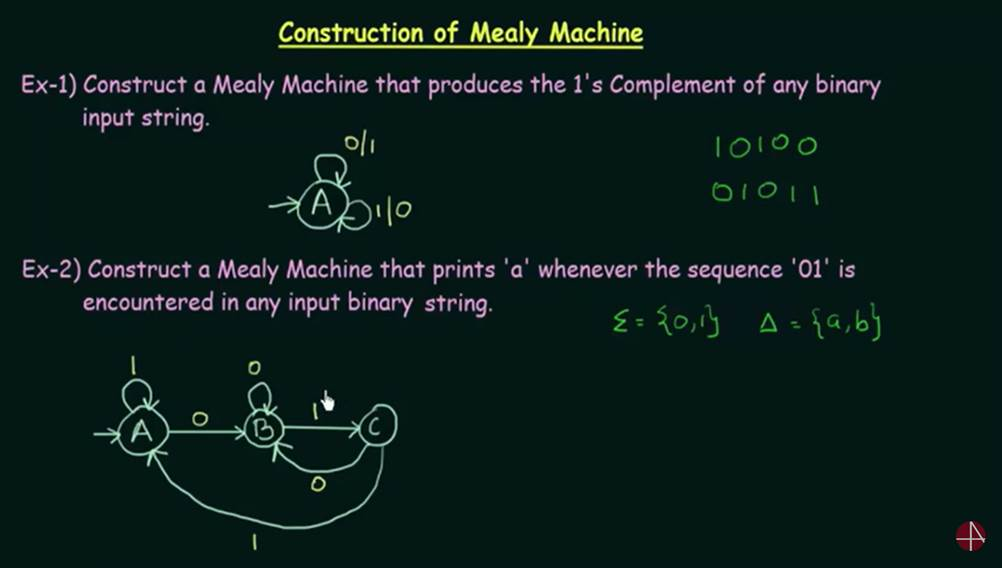 Construction of Mealy Machine
Ex-1) Construct a Mealy Machine that produces the 1's Complement of any binary
input string.
0/1
A
1/0
10100
01011
Ex-2) Construct a Mealy Machine that prints 'a' whenever the sequence '01' is
encountered in any input binary string.
Σ = {0,1} Δ = {a,b}
1
0
A
0
B
1
C
0
1